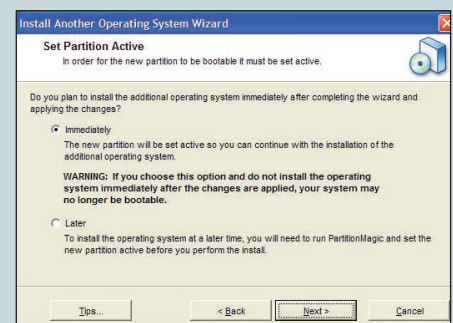 Install Another Operating System Wizard
Set Partition Active
In order for the new partition to be bootable it must be set active.
Do you plan to install the additional operating system immediately after completing the wizard and
applying the changes?
Immediately
The new partition will be set active so you can continue with the installation of the
additional operating system.
WARNING: If you choose this option and do not install the operating
system immediately after the changes are applied, your system may
no longer be bootable.
Later
To install the operating system at a later time, you will need to run PartitionMagic and set the
new partition active before you perform the install.
Tips...
< Back
Next >
Cancel